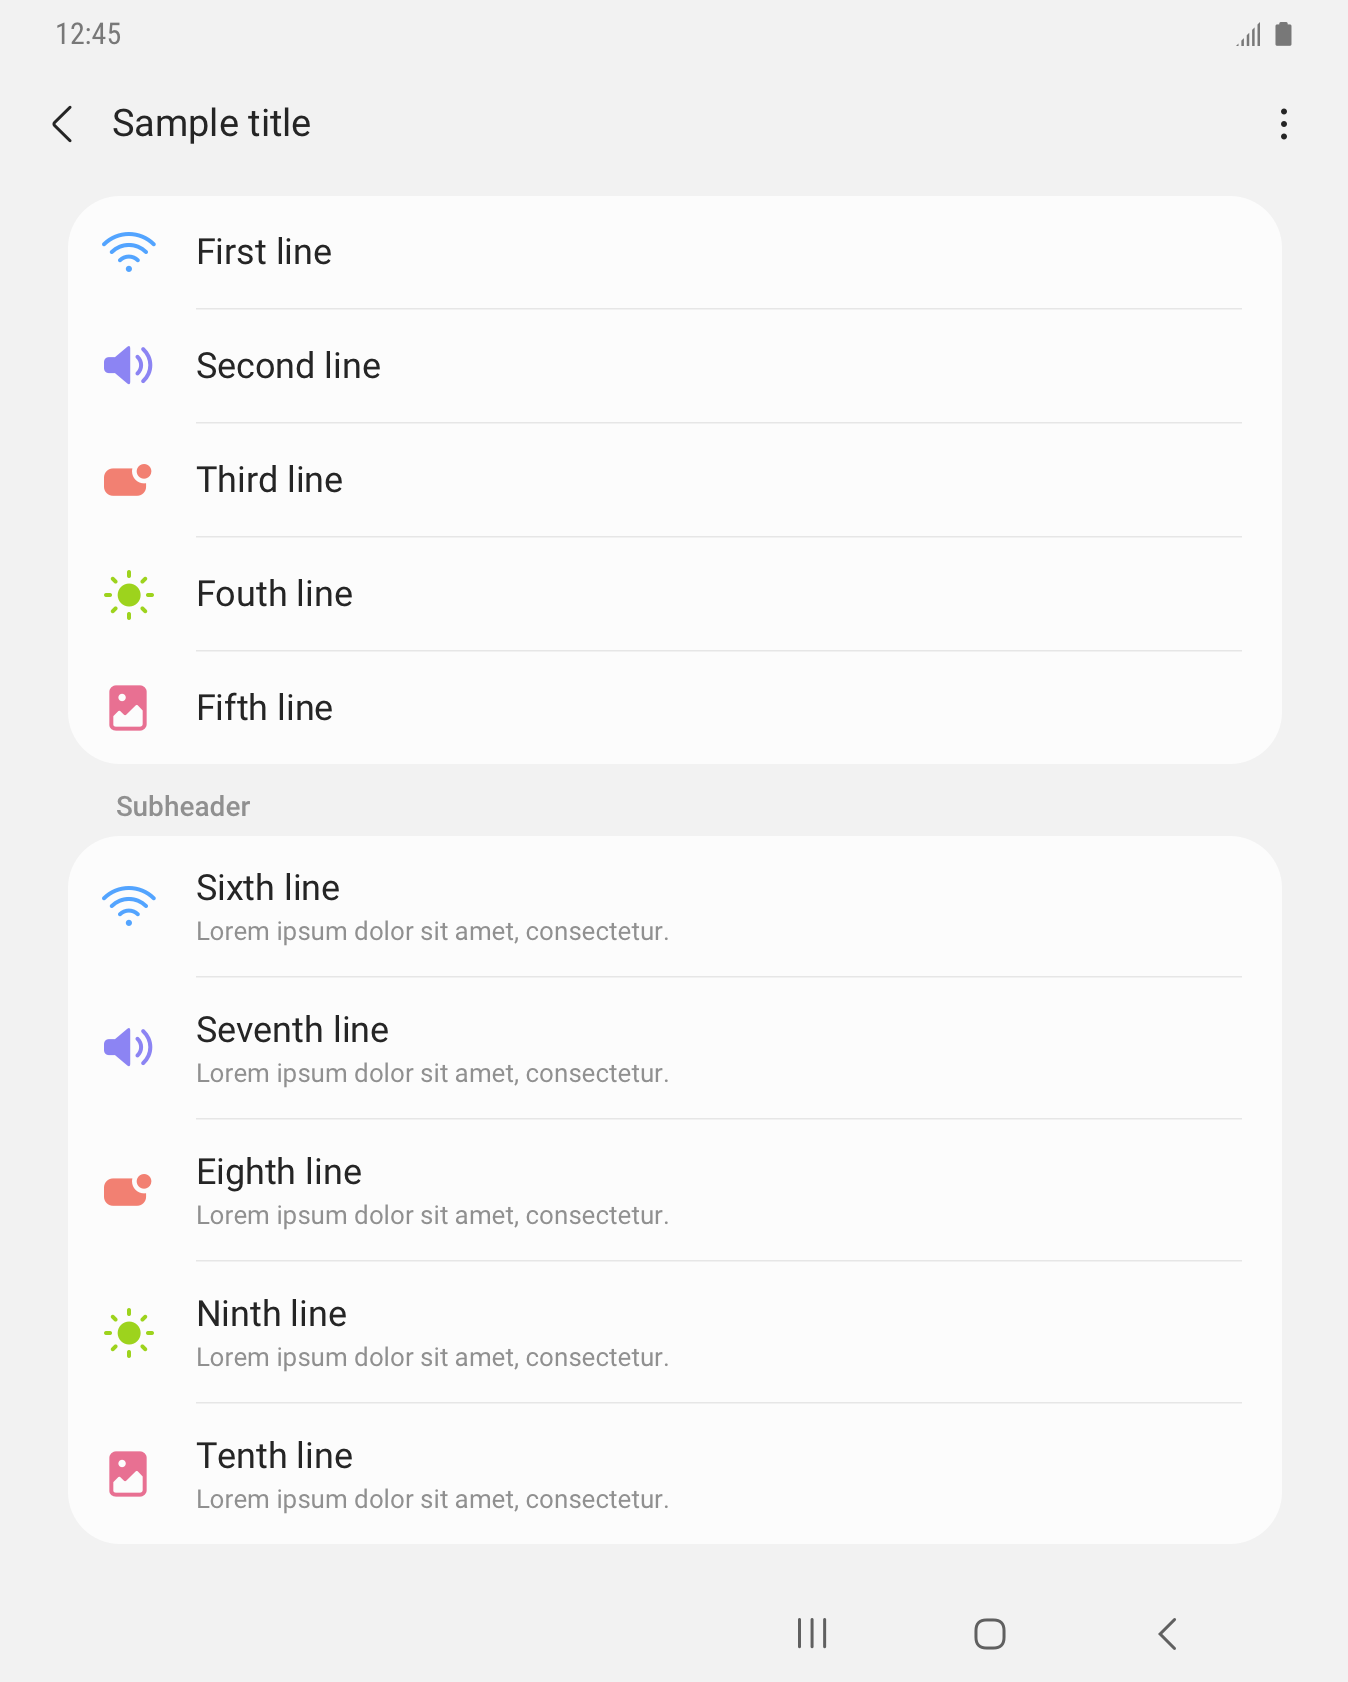 12:45
Sample title
First line
Second line
Third line
Fouth line
Fifth line
Subheader
Sixth line
Lorem ipsum dolor sit amet, consectetur.
Seventh line
Lorem ipsum dolor sit amet, consectetur.
Eighth line
Lorem ipsum dolor sit amet, consectetur.
Ninth line
Lorem ipsum dolor sit amet, consectetur.
Tenth line
Lorem ipsum dolor sit amet, consectetur.